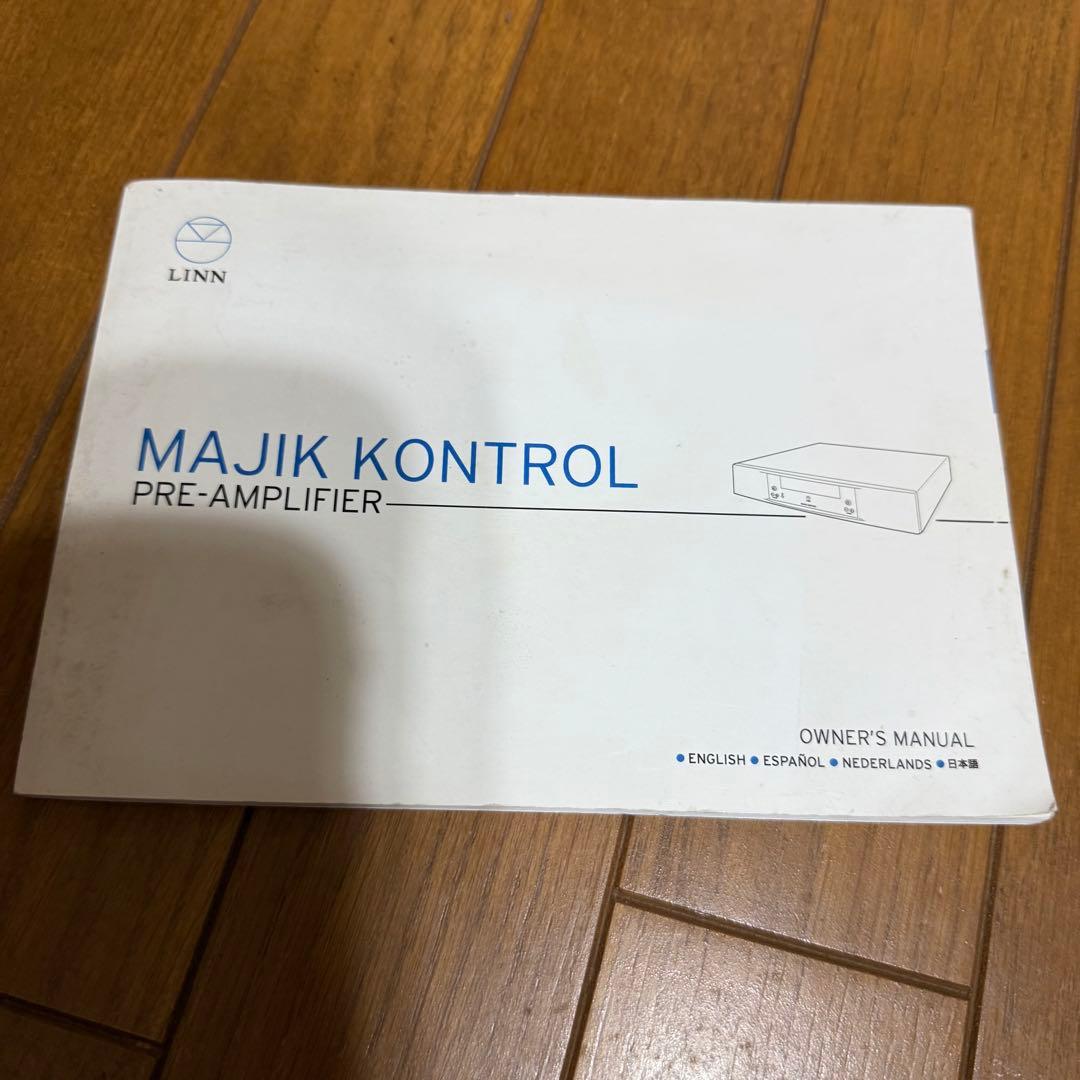 LINN
MAJIK KONTROL
PRE-AMPLIFIER
OWNER'S MANUAL
● ENGLISH ● ESPAÑOL ● NEDERLANDS ● 日本語